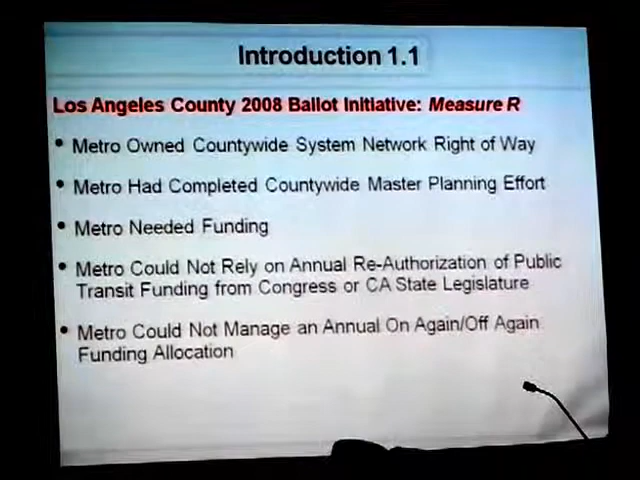 Introduction 1.1
Los Angeles County 2008 Ballot Initiative: Measure R
• Metro Owned Countywide System Network Right of Way
• Metro Had Completed Countywide Master Planning Effort
• Metro Needed Funding
• Metro Could Not Rely on Annual Re-Authorization of Public
Transit Funding from Congress or CA State Legislature
• Metro Could Not Manage an Annual On Again/Off Again
Funding Allocation